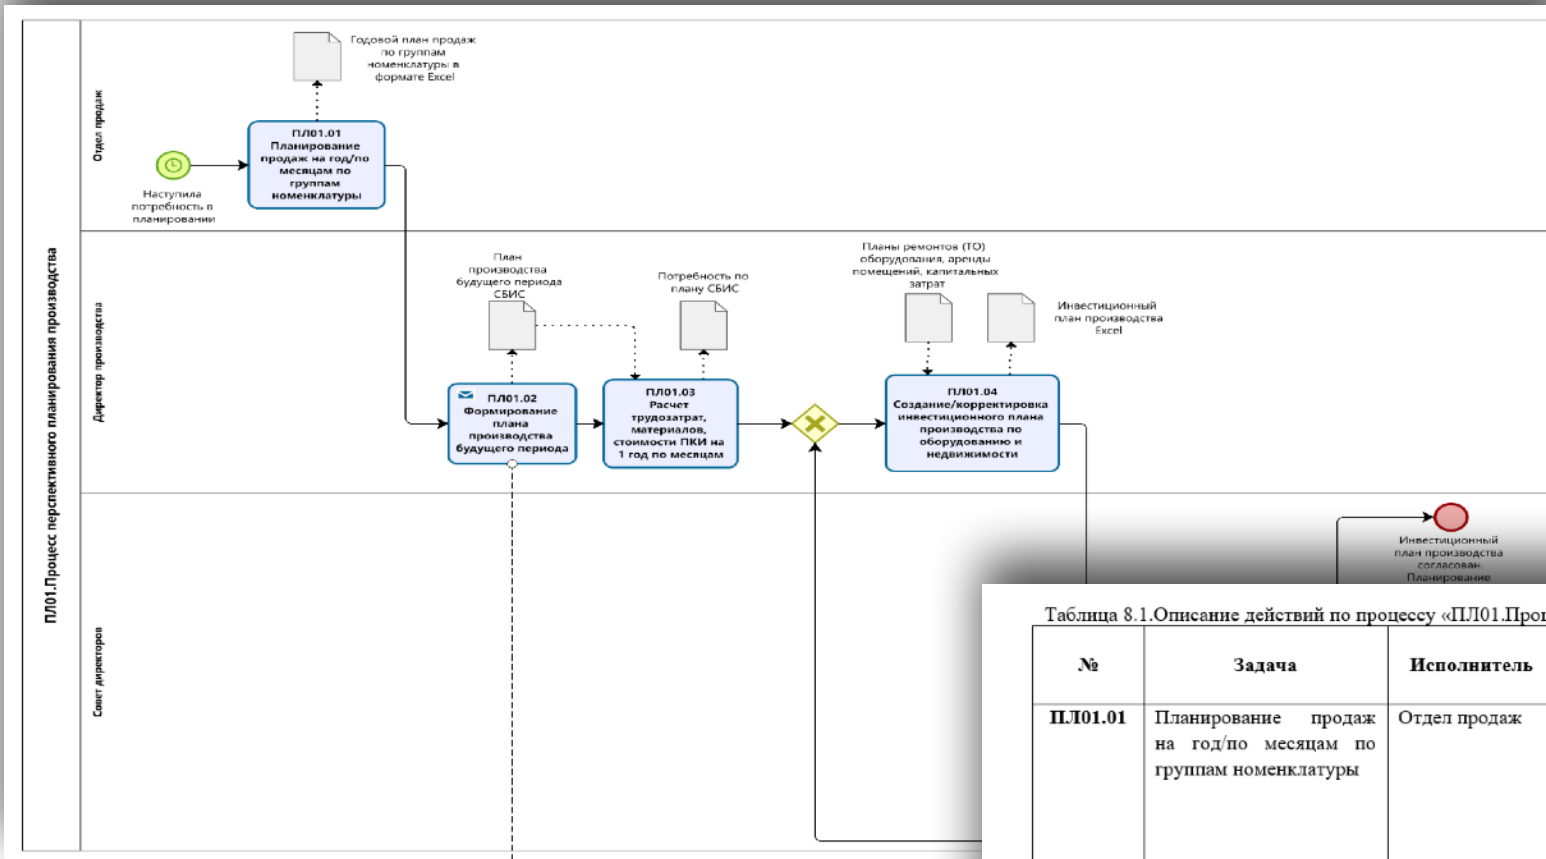 ПЛ01.Процесс перспективного планирования производства
Отдел продаж
Наступила
потребность в
планировании
Годовой план продаж
по группам
номенклатуры в
формате Excel
ПЛ01.01
Планирование
продаж на год/по
месяцам по
группам
номенклатуры
Директор производства
План
производства
будущего периода
СБИС
ПЛ01.02
Формирование
плана
производства
будущего периода
Потребность по
плану СБИС
ПЛ01.03
Расчет
трудозатрат,
материалов,
стоимости ПКИ на
1 год по месяцам
Планы ремонтов (ТО)
оборудования, аренды
помещений, капитальных
затрат
Инвестиционный
план производства
Excel
ПЛ01.04
Создание/корректировка
инвестиционного плана
производства по
оборудованию и
недвижимости
Совет директоров
Инвестиционный
план производства
согласован.
Планирование
Таблица 8.1.Описание действий по процессу «ПЛ01.Проц
№ Задача Исполнитель
ПЛ01.01 Планирование продаж Отдел продаж
на год/по месяцам по
группам номенклатуры